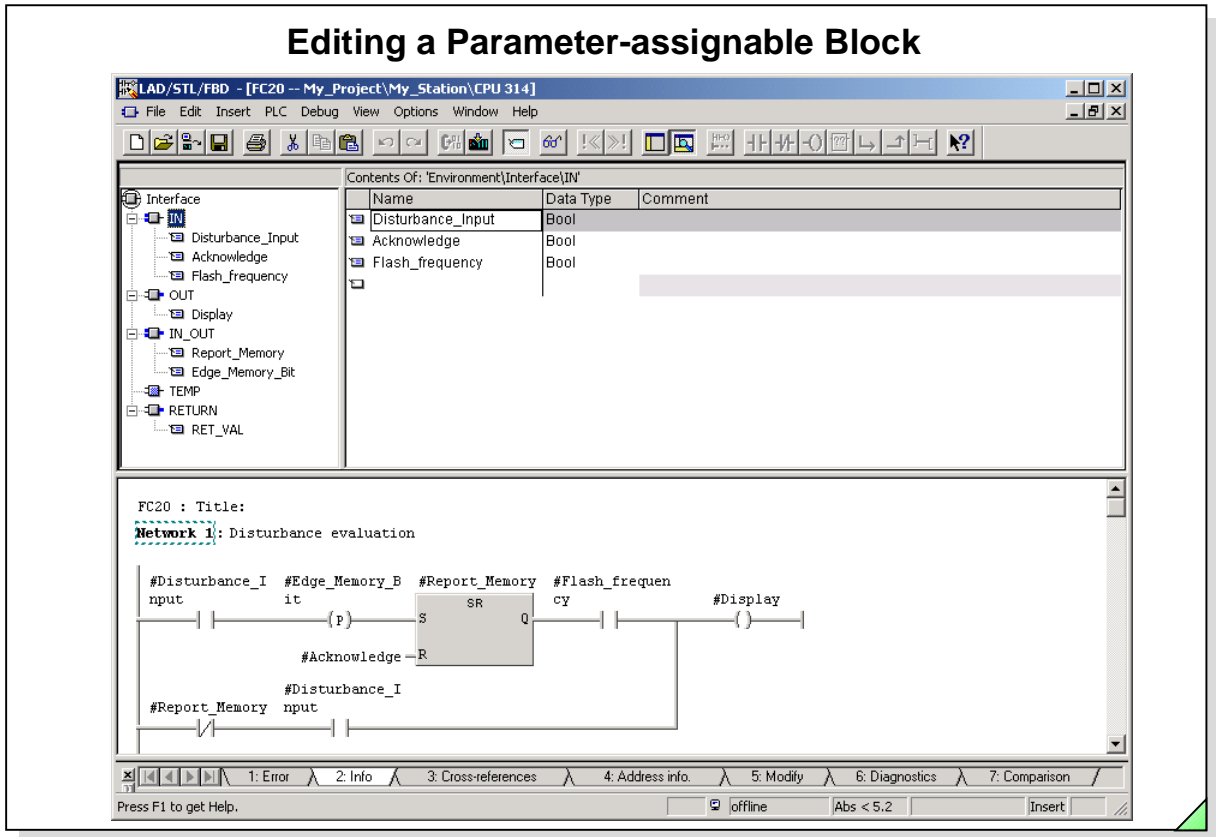 Editing a Parameter-assignable Block
LAD/STL/FBD - [FC20 -- My_Project\My_Station\CPU 314]
File Edit Insert PLC Debug View Options Window Help
Contents Of: 'Environment\Interface\IN'
Interface
IN
Disturbance_Input
Acknowledge
Flash_frequency
OUT
Display
IN_OUT
Report_Memory
Edge_Memory_Bit
TEMP
RETURN
RET_VAL
Name Data Type Comment
Disturbance_Input Bool
Acknowledge Bool
Flash_frequency Bool
FC20 : Title:
Network 1: Disturbance evaluation
#Disturbance_I #Edge_Memory_B #Report_Memory #Flash_frequen
nput it SR cy #Display
(P) S Q ( )
#Acknowledge R
#Disturbance_I
#Report_Memory nput
1: Error 2: Info 3: Cross-references 4: Address info. 5: Modify 6: Diagnostics 7: Comparison
Press F1 to get Help. offline Abs < 5.2 Insert